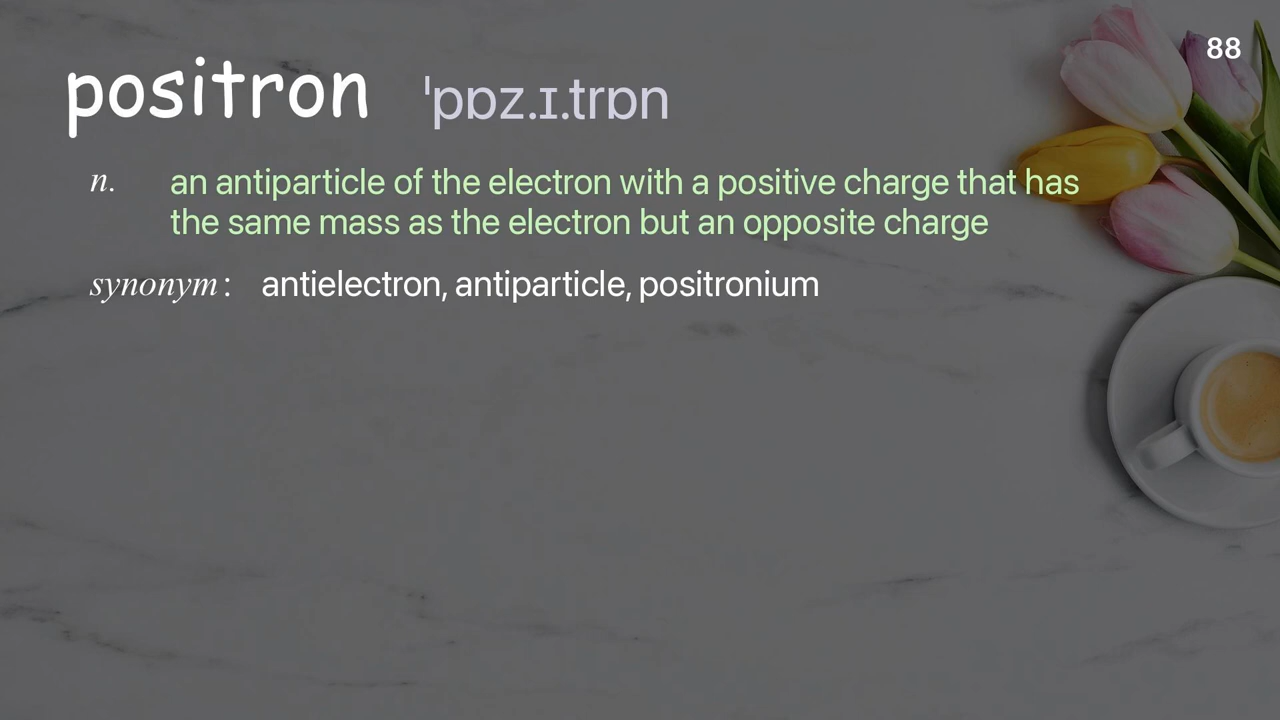 88
positron ˈpɒz.ɪ.trɒn
n. an antiparticle of the electron with a positive charge that has
the same mass as the electron but an opposite charge
synonym : antielectron, antiparticle, positronium